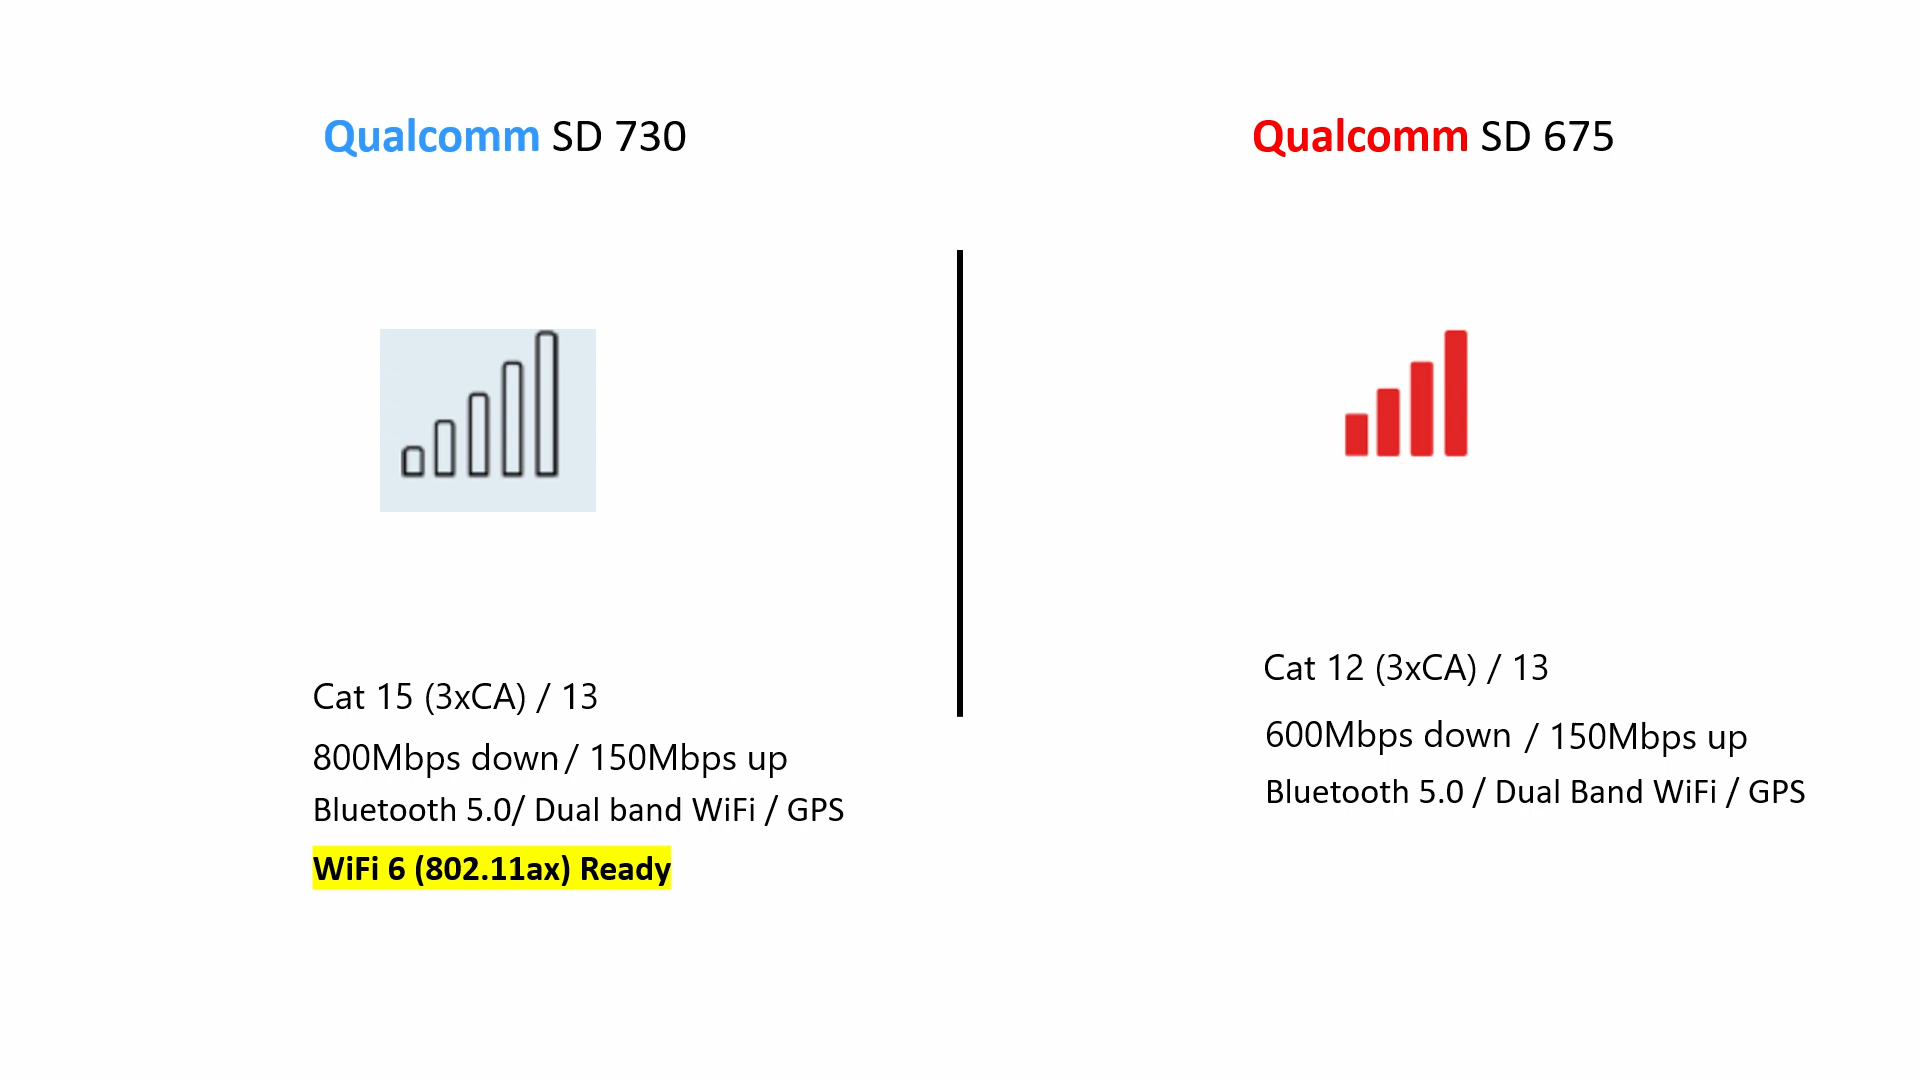 Qualcomm SD 730
Cat 15 (3xCA) / 13
800Mbps down / 150Mbps up
Bluetooth 5.0/ Dual band WiFi / GPS
WiFi 6 (802.11ax) Ready
Qualcomm SD 675
Cat 12 (3xCA) / 13
600Mbps down / 150Mbps up
Bluetooth 5.0 / Dual Band WiFi / GPS